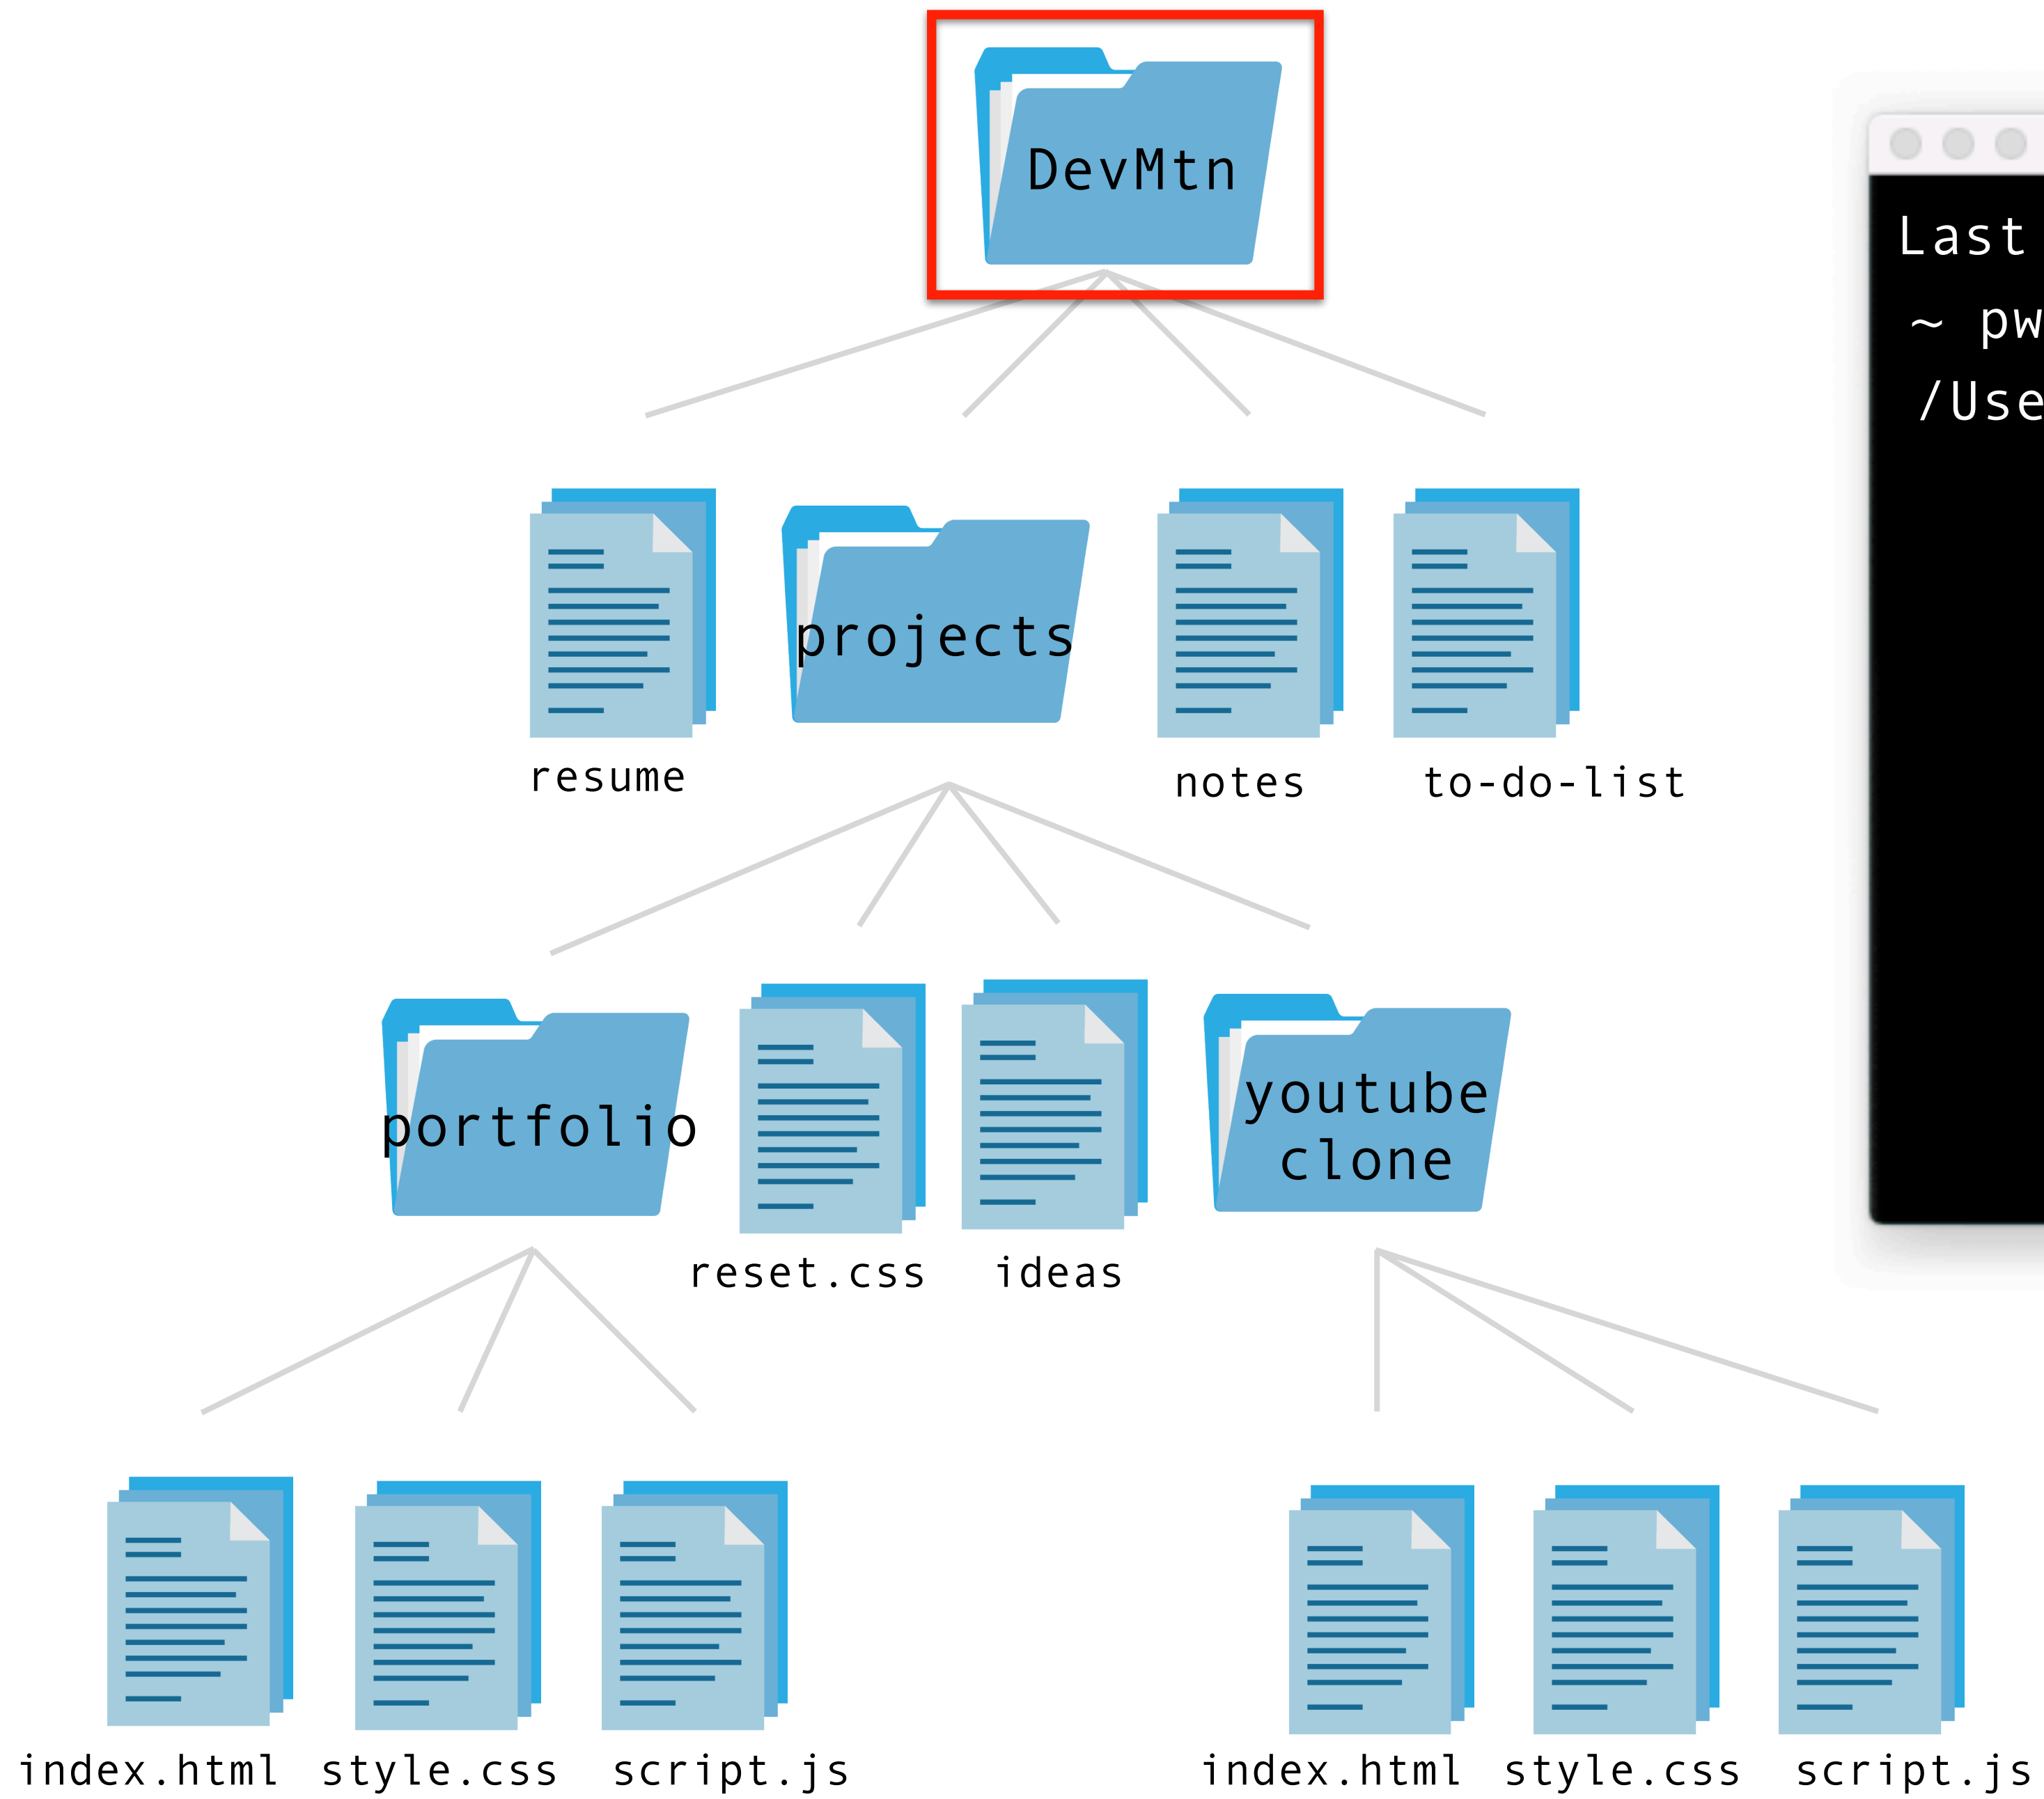 DevMtn
Last
~ pw
/Use
projects
resume
notes
to-do-list
portfolio
youtube
clone
reset.css
ideas
index.html
style.css
script.js
index.html
style.css
script.js